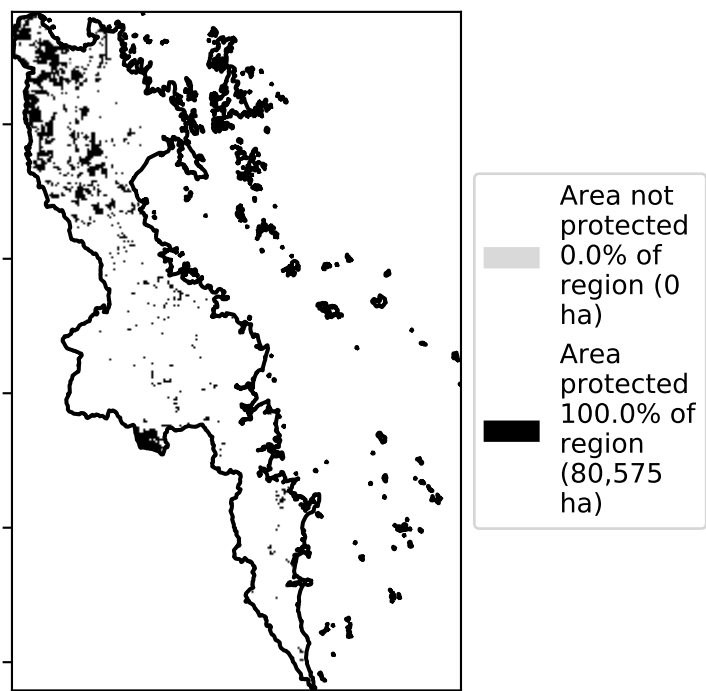 Area not
protected
0.0% of
region (0
ha)
Area
protected
100.0% of
region
(80,575
ha)